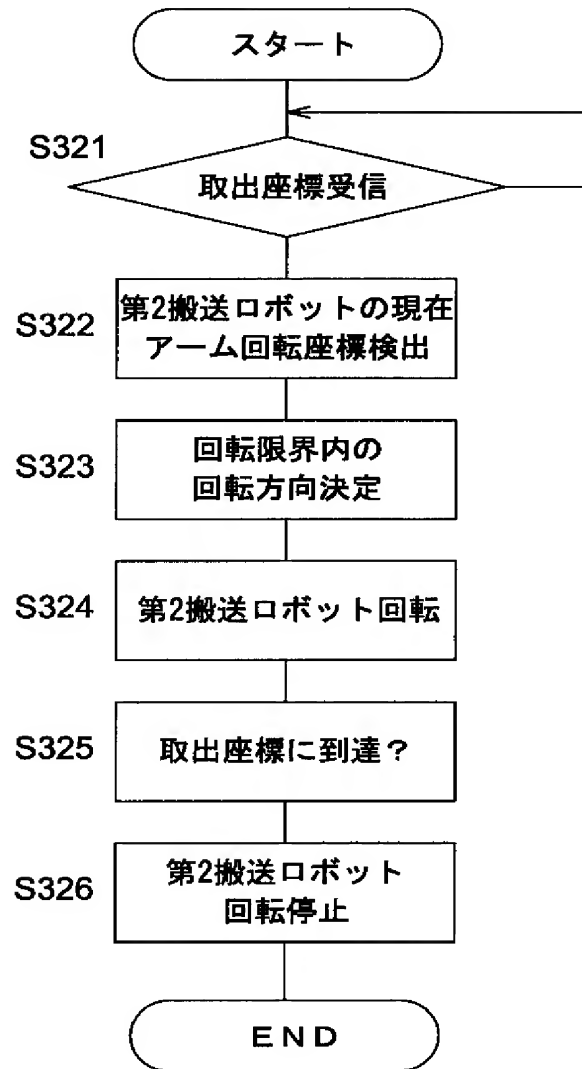 スタート
S321
取出座標受信
S322
第2搬送ロボットの現在
アーム回転座標検出
S323
回転限界内の
回転方向決定
S324
第2搬送ロボット回転
S325
取出座標に到達？
S326
第2搬送ロボット
回転停止
END